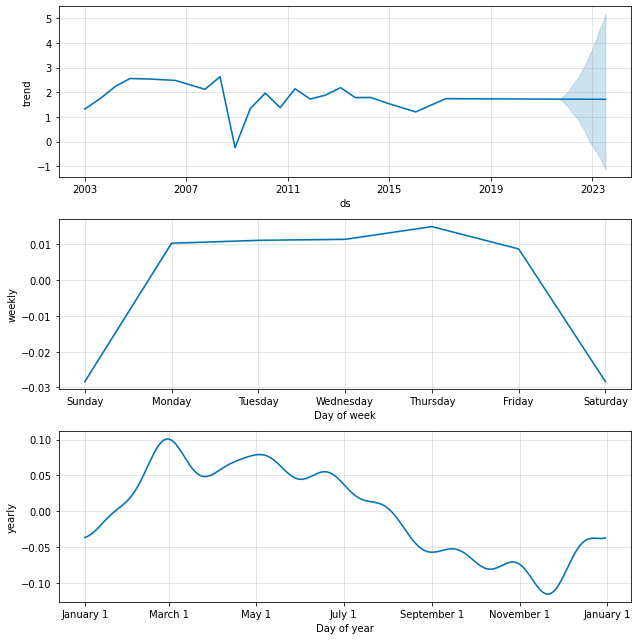 5
4
3
2
1
0
−1
trend
2003 2007 2011 2015 2019 2023
ds
0.01
0.00
−0.01
−0.02
−0.03
weekly
Sunday Monday Tuesday Wednesday Thursday Friday Saturday
Day of week
0.10
0.05
0.00
−0.05
−0.10
yearly
January 1 March 1 May 1 July 1 September 1 November 1 January 1
Day of year